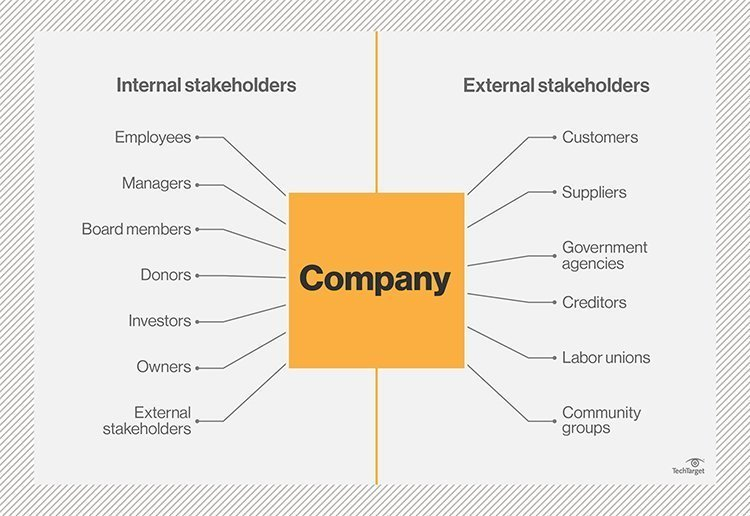 Internal stakeholders
Employees
Managers
Board members
Donors
Investors
Owners
External
stakeholders
Company
External stakeholders
Customers
Suppliers
Government
agencies
Creditors
Labor unions
Community
groups
TechTarget